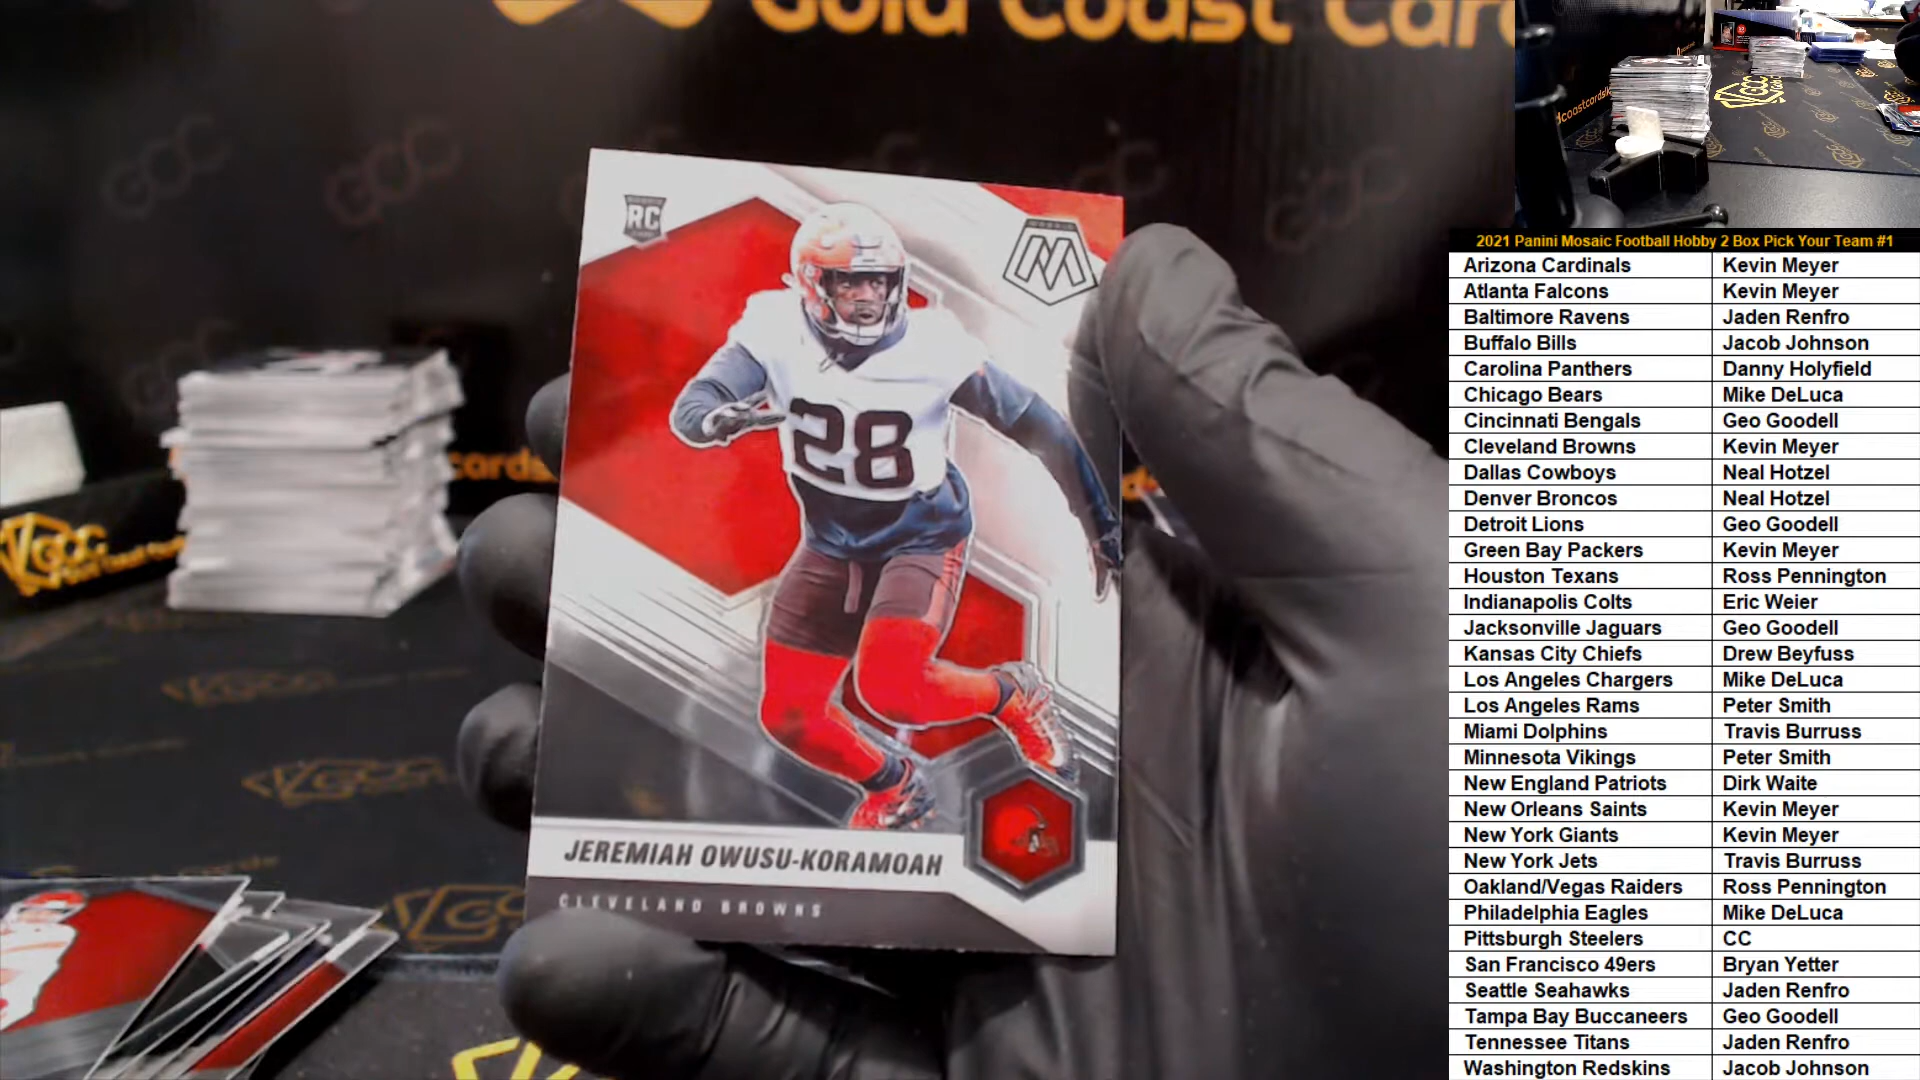 Gold Coast Card
GCC
GCC
GCC
RC
28
cards
GCC
JEREMIAH OWUSU-KORAMOAH
CLEVELAND BROWNS
GCC
dcoastcards
2021 Panini Mosaic Football Hobby 2 Box Pick Your Team #1
Arizona Cardinals Kevin Meyer
Atlanta Falcons Kevin Meyer
Baltimore Ravens Jaden Renfro
Buffalo Bills Jacob Johnson
Carolina Panthers Danny Holyfield
Chicago Bears Mike DeLuca
Cincinnati Bengals Geo Goodell
Cleveland Browns Kevin Meyer
Dallas Cowboys Neal Hotzel
Denver Broncos Neal Hotzel
Detroit Lions Geo Goodell
Green Bay Packers Kevin Meyer
Houston Texans Ross Pennington
Indianapolis Colts Eric Weier
Jacksonville Jaguars Geo Goodell
Kansas City Chiefs Drew Beyfuss
Los Angeles Chargers Mike DeLuca
Los Angeles Rams Peter Smith
Miami Dolphins Travis Burruss
Minnesota Vikings Peter Smith
New England Patriots Dirk Waite
New Orleans Saints Kevin Meyer
New York Giants Kevin Meyer
New York Jets Travis Burruss
Oakland/Vegas Raiders Ross Pennington
Philadelphia Eagles Mike DeLuca
Pittsburgh Steelers CC
San Francisco 49ers Bryan Yetter
Seattle Seahawks Jaden Renfro
Tampa Bay Buccaneers Geo Goodell
Tennessee Titans Jaden Renfro
Washington Redskins Jacob Johnson